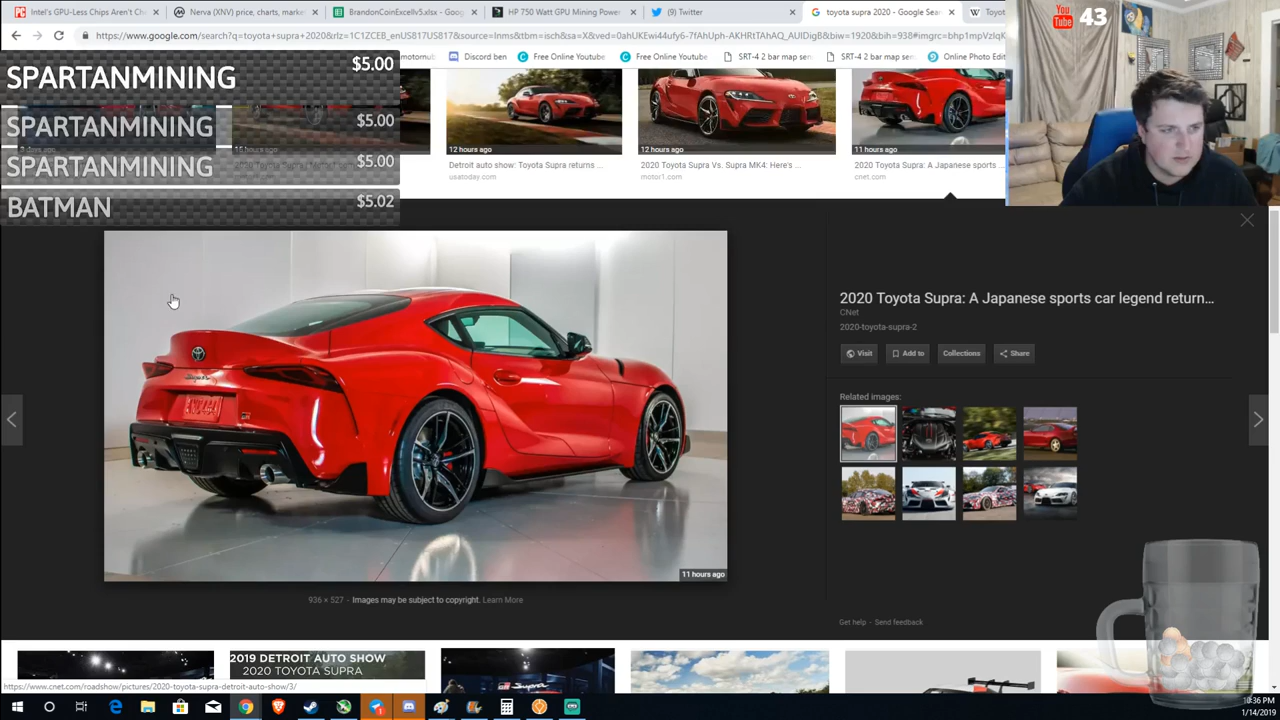 Intel's GPU-Less Chips Aren't Ch
Nerva (XNV) price, charts, marke
BrandonCoinExcellv5.xlsx - Goog
HP 750 Watt GPU Mining Power
(9) Twitter
toyota supra 2020 - Google Sear
Toyot
YouTube 43
https://www.google.com/search?q=toyota+supra+2020&rlz=1C1ZCEB_enUS817US817&source=lnms&tbm=isch&sa=X&ved=0ahUKEwi44ufy6-7fAhUph-AKHRtTAhAQ_AUIDigB&biw=1920&bih=938#imgrc=bhp1mpVzIqK
motornub
Discord ben
Free Online Youtube
Free Online Youtube
SRT-4 2 bar map sen
SRT-4 2 bar map sen
Online Photo Edit
SPARTANMINING $5.00
SPARTANMINING $5.00
SPARTANMINING $5.00
BATMAN $5.02
12 hours ago
12 hours ago
11 hours ago
Detroit auto show: Toyota Supra returns ...
usatoday.com
2020 Toyota Supra Vs. Supra MK4: Here's ...
motor1.com
2020 Toyota Supra: A Japanese sports ...
cnet.com
2020 Toyota Supra: A Japanese sports car legend return...
CNet
2020-toyota-supra-2
Visit
Add to
Collections
Share
Related images:
Supra
11 hours ago
936 × 527 - Images may be subject to copyright. Learn More
Get help - Send feedback
2019 DETROIT AUTO SHOW
2020 TOYOTA SUPRA
Supra
https://www.cnet.com/roadshow/pictures/2020-toyota-supra-detroit-auto-show/3/
10:36 PM
1/14/2019